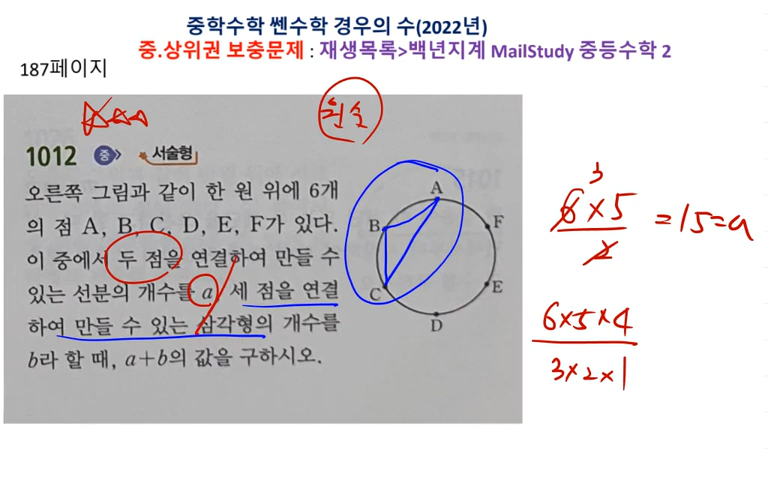 중학수학 쎈수학 경우의 수(2022년)
중.상위권 보충문제 : 재생목록>백년지계 MailStudy 중등수학 2
187페이지
원순
1012 중 서술형
오른쪽 그림과 같이 한 원 위에 6개
의 점 A, B, C, D, E, F가 있다.
이 중에서 두 점을 연결하여 만들 수
있는 선분의 개수를 a, 세 점을 연결
하여 만들 수 있는 삼각형의 개수를
b라 할 때, a+b의 값을 구하시오.
A
B
F
C
E
D
3
6×5
2
=15=a
6×5×4
3×2×1